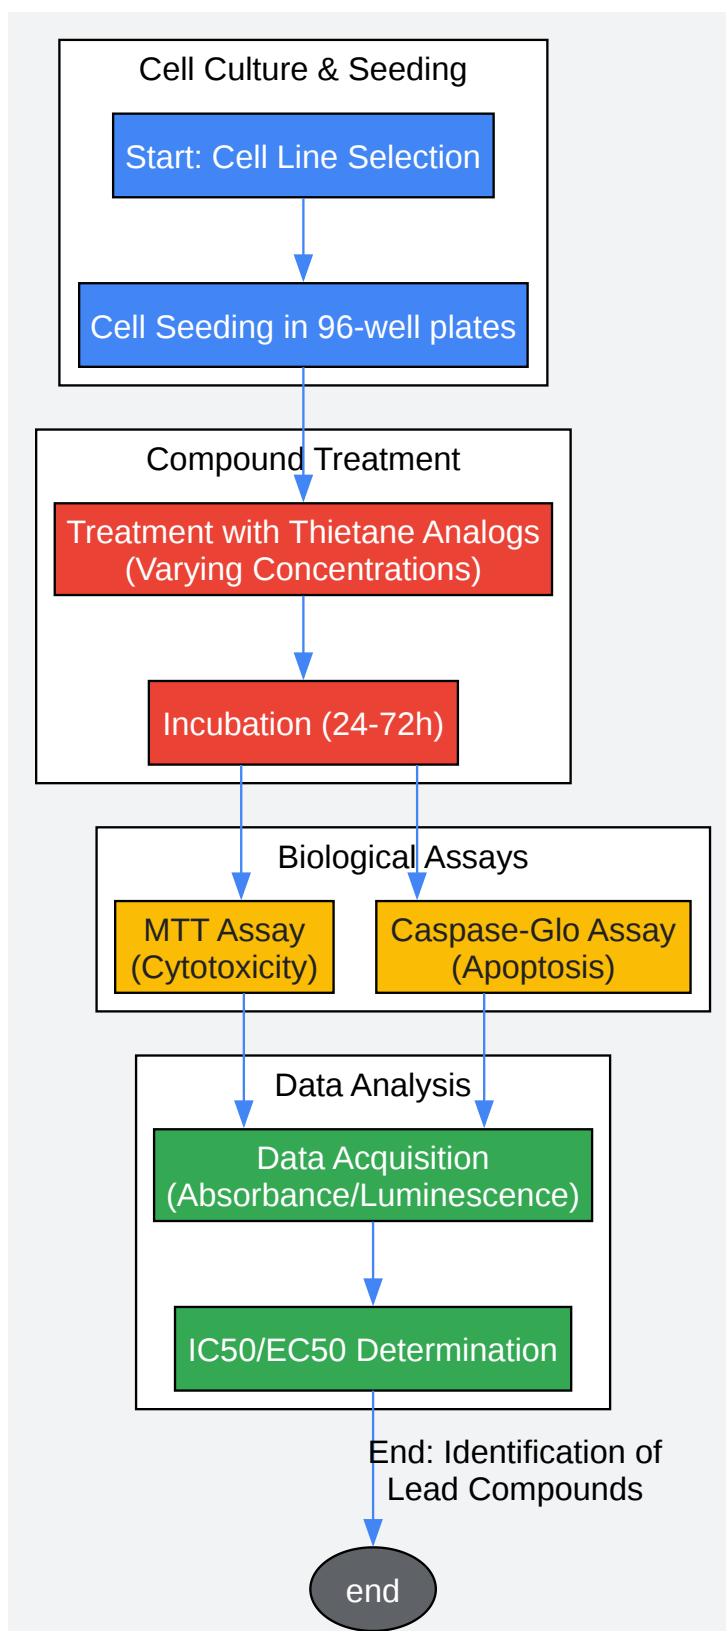 Cell Culture & Seeding
Start: Cell Line Selection
Cell Seeding in 96-well plates
Compound Treatment
Treatment with Thietane Analogs
(Varying Concentrations)
Incubation (24-72h)
Biological Assays
MTT Assay
(Cytotoxicity)
Caspase-Glo Assay
(Apoptosis)
Data Analysis
Data Acquisition
(Absorbance/Luminescence)
IC50/EC50 Determination
End: Identification of
Lead Compounds
end